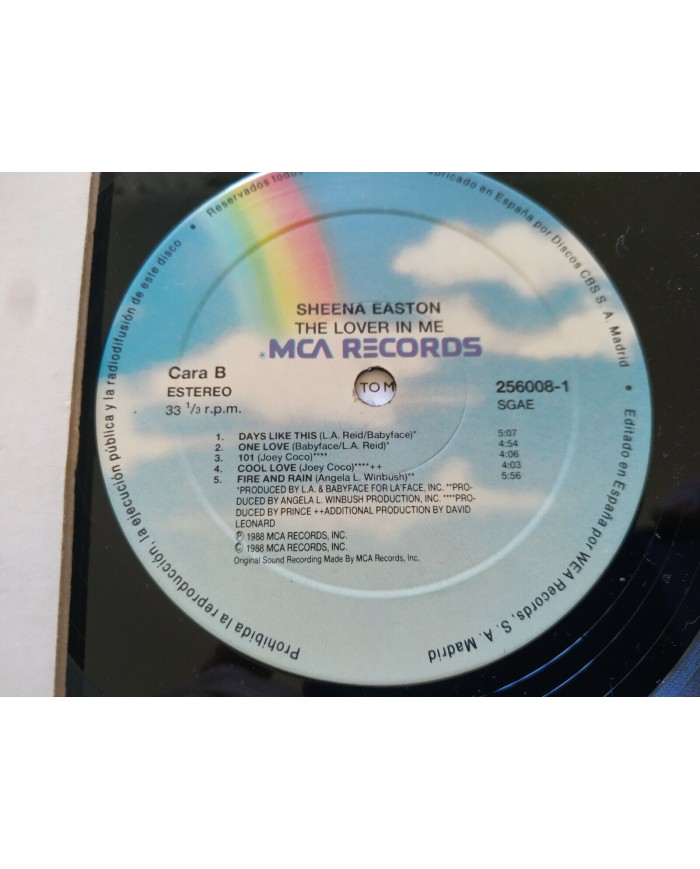 Reservados todos
bricado en España por Discos CBS S. A. Madrid
SHEENA EASTON
THE LOVER IN ME
MCA RECORDS
Cara B
ESTEREO
33 1/3 r.p.m.
TOM
256008-1
SGAE
1. DAYS LIKE THIS (L.A. Reid/Babyface)* 5:07
2. ONE LOVE (Babyface/L.A. Reid)* 4:54
3. 101 (Joey Coco)**** 4:06
4. COOL LOVE (Joey Coco)****++ 4:03
5. FIRE AND RAIN (Angela L. Winbush)** 5:56
*PRODUCED BY L.A. & BABYFACE FOR LA'FACE, INC. **PRO-
DUCED BY ANGELA L. WINBUSH PRODUCTION, INC. ****PRO-
DUCED BY PRINCE ++ADDITIONAL PRODUCTION BY DAVID
LEONARD
℗ 1988 MCA RECORDS, INC.
© 1988 MCA RECORDS, INC.
Original Sound Recording Made By MCA Records, Inc.
Editado en España por WEA Records, S. A. Madrid
Prohibida la reproducción, la ejecución pública y la radiodifusión de este disco